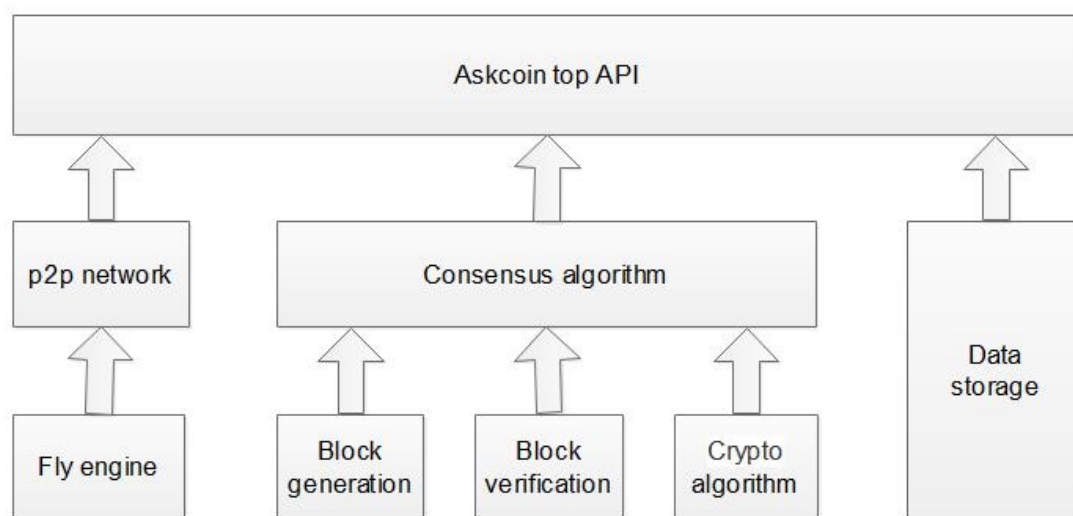 Askcoin top API
p2p network
Consensus algorithm
Data
storage
Fly engine
Block
generation
Block
verification
Crypto
algorithm